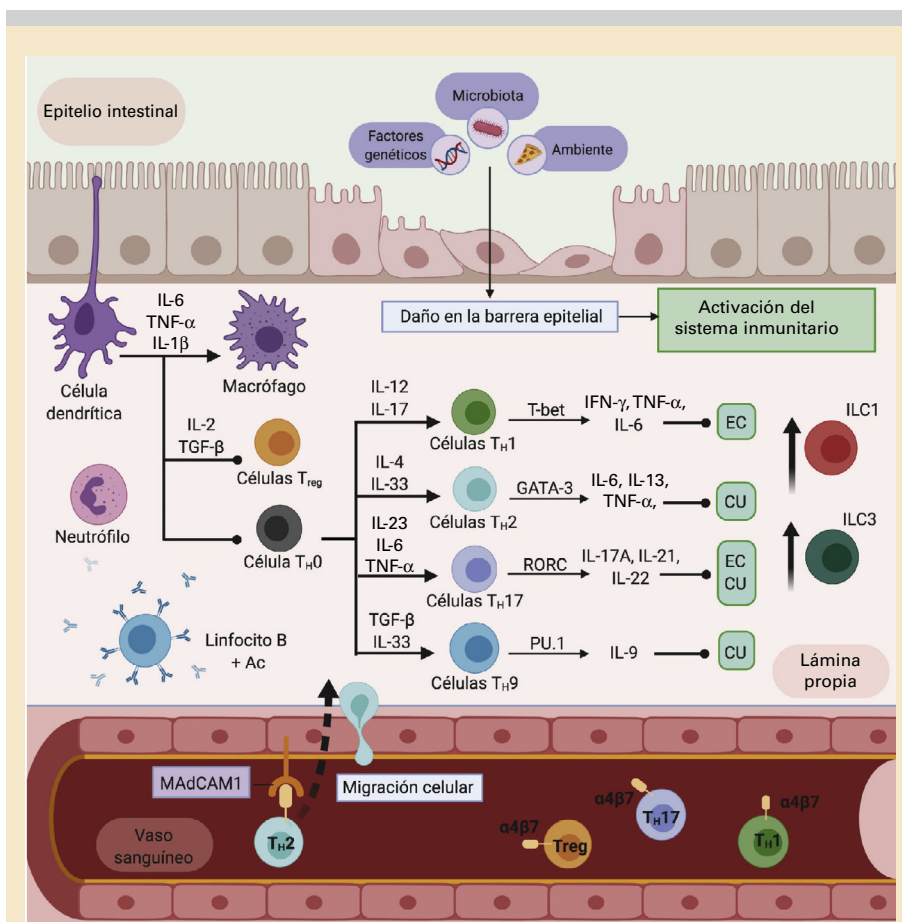 Epitelio intestinal
Microbiota
Factores
genéticos
Ambiente
Daño en la barrera epitelial
Activación del
sistema inmunitario
IL-6
TNF-α
IL-1β
Célula
dendrítica
Macrófago
IL-2
TGF-β
Células Treg
Neutrófilo
Célula TH0
Linfocito B
+ Ac
IL-12
IL-17
Células TH1
T-bet
IFN-γ, TNF-α,
IL-6
EC
IL-4
IL-33
Células TH2
GATA-3
IL-6, IL-13,
TNF-α,
CU
IL-23
IL-6
TNF-α
Células TH17
RORC
IL-17A, IL-21,
IL-22
EC
CU
TGF-β
IL-33
Células TH9
PU.1
IL-9
CU
ILC1
ILC3
Lámina
propia
MAdCAM1
Migración celular
Vaso
sanguíneo
TH2
α4β7
Treg
α4β7
TH17
α4β7
TH1